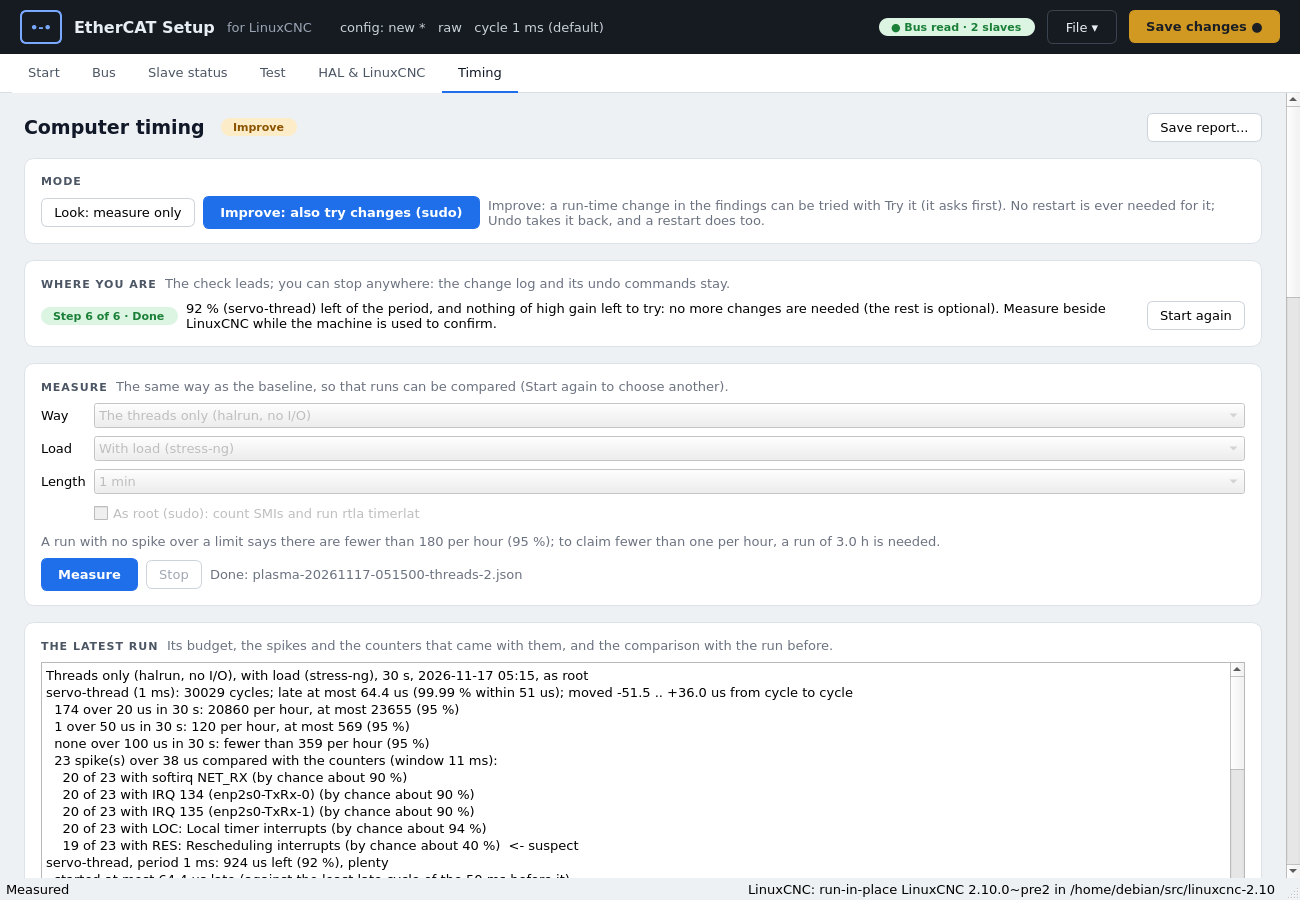 EtherCAT Setup for LinuxCNC config: new * raw cycle 1 ms (default) ● Bus read · 2 slaves File ▾ Save changes ●
Start Bus Slave status Test HAL & LinuxCNC Timing
Computer timing Improve Save report...
MODE
Look: measure only Improve: also try changes (sudo) Improve: a run-time change in the findings can be tried with Try it (it asks first). No restart is ever needed for it;
Undo takes it back, and a restart does too.
WHERE YOU ARE The check leads; you can stop anywhere: the change log and its undo commands stay.
Step 6 of 6 · Done 92 % (servo-thread) left of the period, and nothing of high gain left to try: no more changes are needed (the rest is optional). Measure beside
LinuxCNC while the machine is used to confirm. Start again
MEASURE The same way as the baseline, so that runs can be compared (Start again to choose another).
Way The threads only (halrun, no I/O)
Load With load (stress-ng)
Length 1 min
As root (sudo): count SMIs and run rtla timerlat
A run with no spike over a limit says there are fewer than 180 per hour (95 %); to claim fewer than one per hour, a run of 3.0 h is needed.
Measure Stop Done: plasma-20261117-051500-threads-2.json
THE LATEST RUN Its budget, the spikes and the counters that came with them, and the comparison with the run before.
Threads only (halrun, no I/O), with load (stress-ng), 30 s, 2026-11-17 05:15, as root
servo-thread (1 ms): 30029 cycles; late at most 64.4 us (99.99 % within 51 us); moved -51.5 .. +36.0 us from cycle to cycle
174 over 20 us in 30 s: 20860 per hour, at most 23655 (95 %)
1 over 50 us in 30 s: 120 per hour, at most 569 (95 %)
none over 100 us in 30 s: fewer than 359 per hour (95 %)
23 spike(s) over 38 us compared with the counters (window 11 ms):
20 of 23 with softirq NET_RX (by chance about 90 %)
20 of 23 with IRQ 134 (enp2s0-TxRx-0) (by chance about 90 %)
20 of 23 with IRQ 135 (enp2s0-TxRx-1) (by chance about 90 %)
20 of 23 with LOC: Local timer interrupts (by chance about 94 %)
19 of 23 with RES: Rescheduling interrupts (by chance about 40 %) <- suspect
servo-thread, period 1 ms: 924 us left (92 %), plenty
started at most 64.4 us late (against the least late cycle of the 50 ms before it)
Measured LinuxCNC: run-in-place LinuxCNC 2.10.0~pre2 in /home/debian/src/linuxcnc-2.10